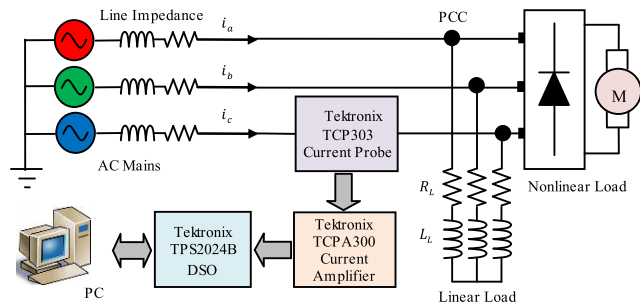 Line Impedance
i_a
PCC
i_b
i_c
Tektronix
TCP303
Current Probe
AC Mains
M
Nonlinear Load
R_L
L_L
Tektronix
TPS2024B
DSO
Tektronix
TCPA300
Current
Amplifier
PC
Linear Load